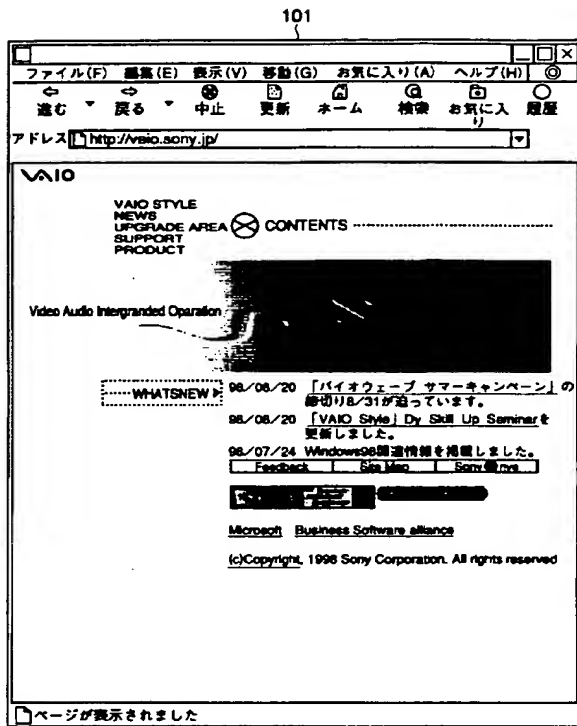 101
ファイル(F) 編集(E) 表示(V) 移動(G) お気に入り(A) ヘルプ(H)
進む 戻る 中止 更新 ホーム 検索 お気に入り 履歴
アドレス http://vaio.sony.jp/
VAIO
VAIO STYLE
NEWS
UPGRADE AREA CONTENTS
SUPPORT
PRODUCT
Video Audio Intergranded Oparation
WHATSNEW 98/08/20 「バイオウェーブ サマーキャンペーン」の
締切り8/31が迫っています。
98/08/20 「VAIO Style」Dy Skill Up Seminarを
更新しました。
98/07/24 Windows98関連情報を掲載しました。
Feedback Site Map Sony
Microsoft Business Software alliance
(c)Copyright, 1998 Sony Corporation. All rights reserved
ページが表示されました